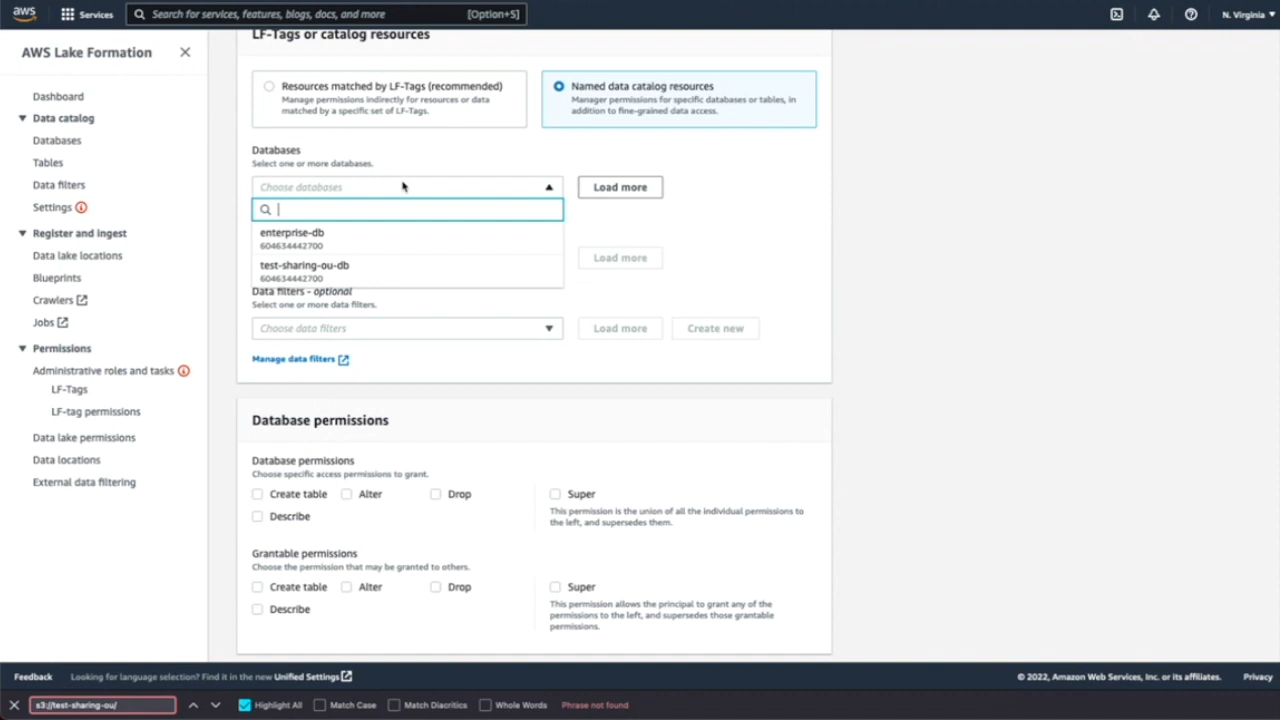 aws
Services
Search for services, features, blogs, docs, and more
[Option+S]
N. Virginia
AWS Lake Formation
Dashboard
Data catalog
Databases
Tables
Data filters
Settings
Register and ingest
Data lake locations
Blueprints
Crawlers
Jobs
Permissions
Administrative roles and tasks
LF-Tags
LF-tag permissions
Data lake permissions
Data locations
External data filtering
LF-Tags or catalog resources
Resources matched by LF-Tags (recommended)
Manage permissions indirectly for resources or data
matched by a specific set of LF-Tags.
Named data catalog resources
Manager permissions for specific databases or tables, in
addition to fine-grained data access.
Databases
Select one or more databases.
Choose databases
Load more
enterprise-db
604634442700
test-sharing-ou-db
604634442700
Load more
Data filters - optional
Select one or more data filters.
Choose data filters
Load more
Create new
Manage data filters
Database permissions
Database permissions
Choose specific access permissions to grant.
Create table
Alter
Drop
Describe
Super
This permission is the union of all the individual permissions to
the left, and supersedes them.
Grantable permissions
Choose the permission that may be granted to others.
Create table
Alter
Drop
Describe
Super
This permission allows the principal to grant any of the
permissions to the left, and supersedes those grantable
permissions.
Feedback
Looking for language selection? Find it in the new Unified Settings
© 2022, Amazon Web Services, Inc. or its affiliates.
Privacy
s3://test-sharing-ou/
Highlight All
Match Case
Match Diacritics
Whole Words
Phrase not found